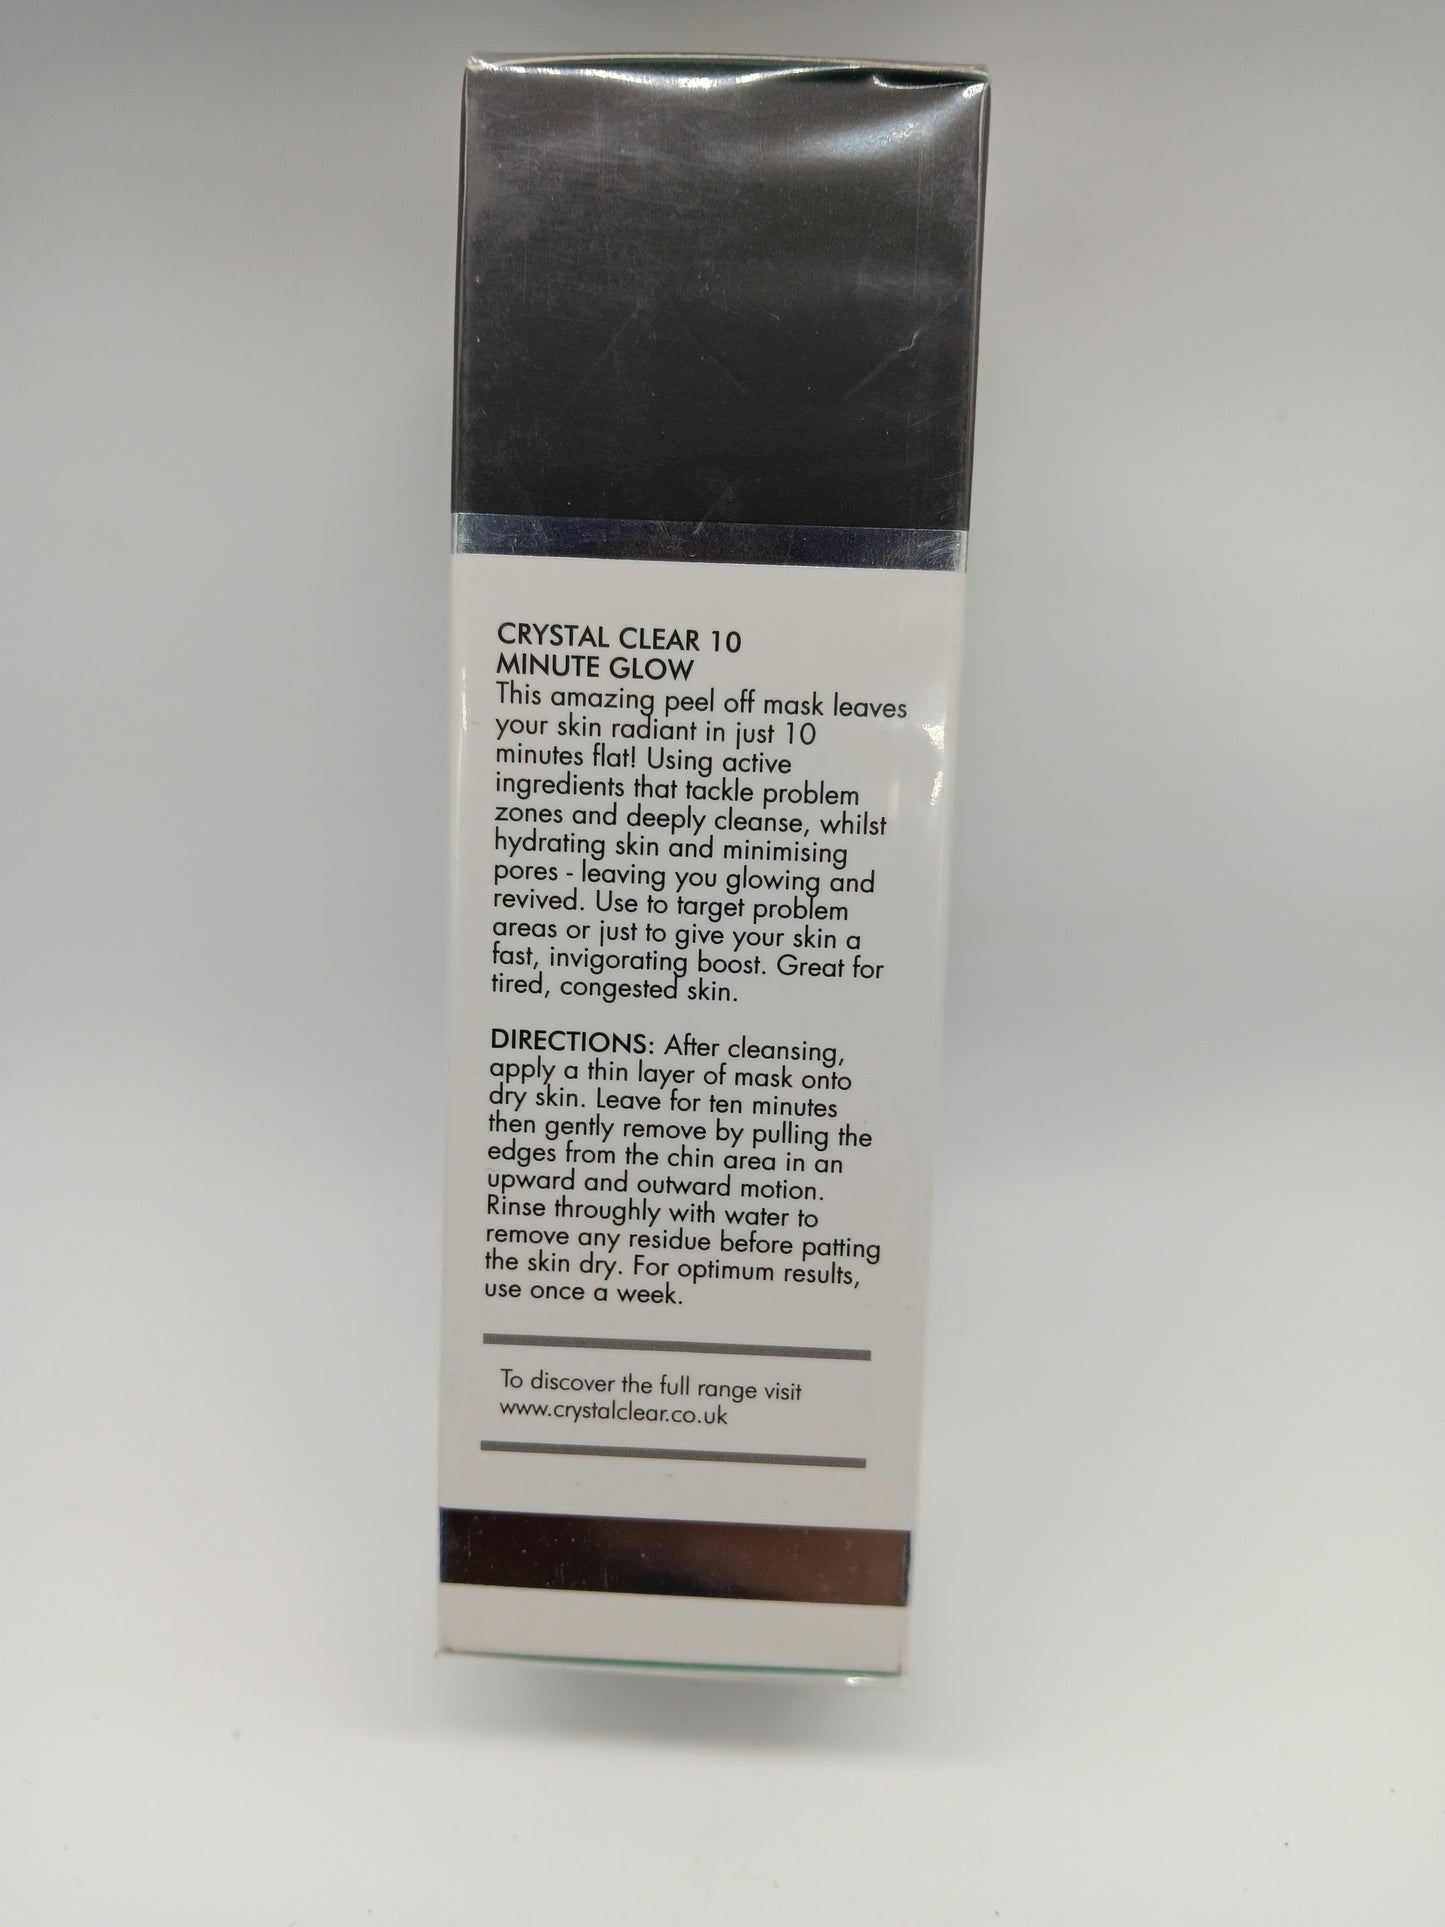 CRYSTAL CLEAR 10
MINUTE GLOW
This amazing peel off mask leaves
your skin radiant in just 10
minutes flat! Using active
ingredients that tackle problem
zones and deeply cleanse, whilst
hydrating skin and minimising
pores - leaving you glowing and
revived. Use to target problem
areas or just to give your skin a
fast, invigorating boost. Great for
tired, congested skin.
DIRECTIONS: After cleansing,
apply a thin layer of mask onto
dry skin. Leave for ten minutes
then gently remove by pulling the
edges from the chin area in an
upward and outward motion.
Rinse throughly with water to
remove any residue before patting
the skin dry. For optimum results,
use once a week.
To discover the full range visit
www.crystalclear.co.uk